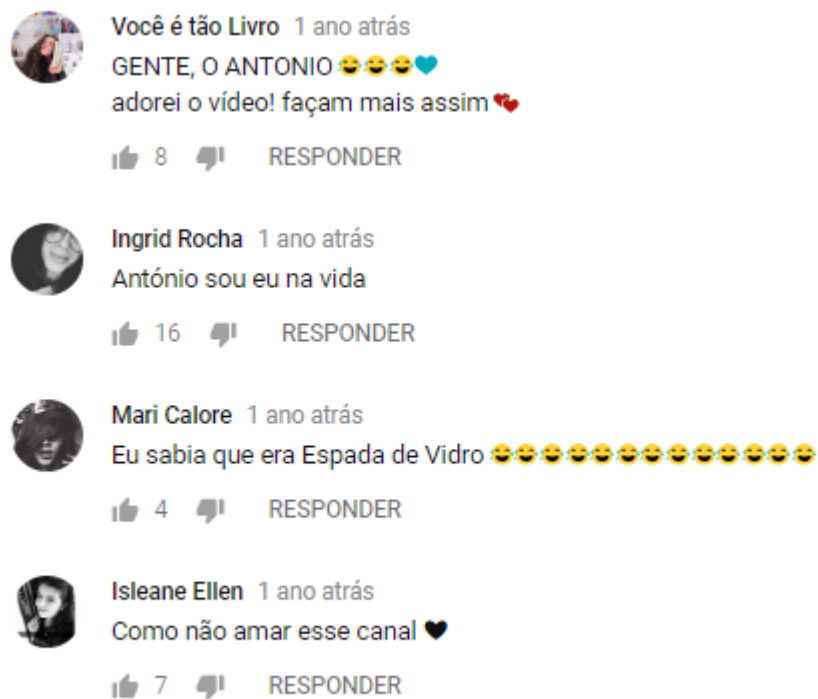 Você é tão Livro 1 ano atrás
GENTE, O ANTONIO 😂😂😂💙
adorei o vídeo! façam mais assim 💕
8 RESPONDER
Ingrid Rocha 1 ano atrás
António sou eu na vida
16 RESPONDER
Mari Calore 1 ano atrás
Eu sabia que era Espada de Vidro 😂😂😂😂😂😂😂😂😂😂😂😂😂
4 RESPONDER
Isleane Ellen 1 ano atrás
Como não amar esse canal 🖤
7 RESPONDER